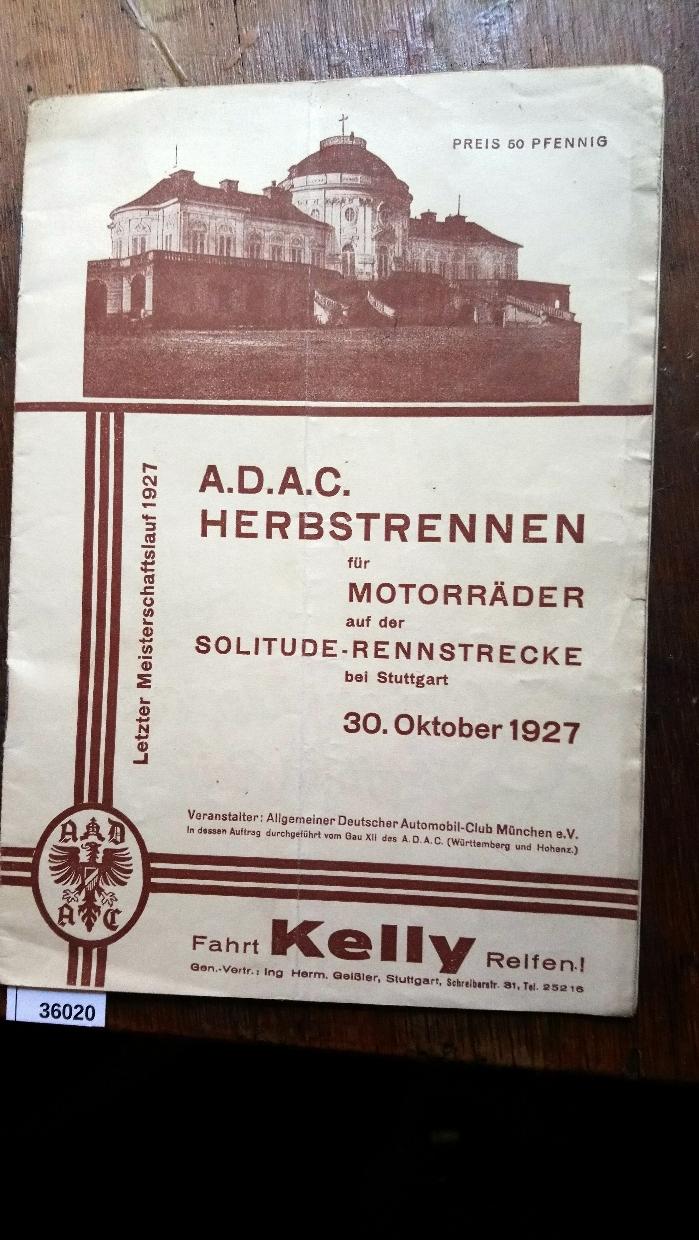 PREIS 50 PFENNIG
Letzter Meisterschaftslauf 1927
A.D.A.C.
HERBSTRENNEN
für
MOTORRÄDER
auf der
SOLITUDE-RENNSTRECKE
bei Stuttgart
30. Oktober 1927
Veranstalter: Allgemeiner Deutscher Automobil-Club München e.V.
In dessen Auftrag durchgeführt vom Gau XII des A.D.A.C. (Württemberg und Hohenz.)
A D
A C
Fahrt Kelly Reifen!
Gen.-Vertr.: Ing Herm. Geißler, Stuttgart, Schreiberstr. 31, Tel. 25216
36020